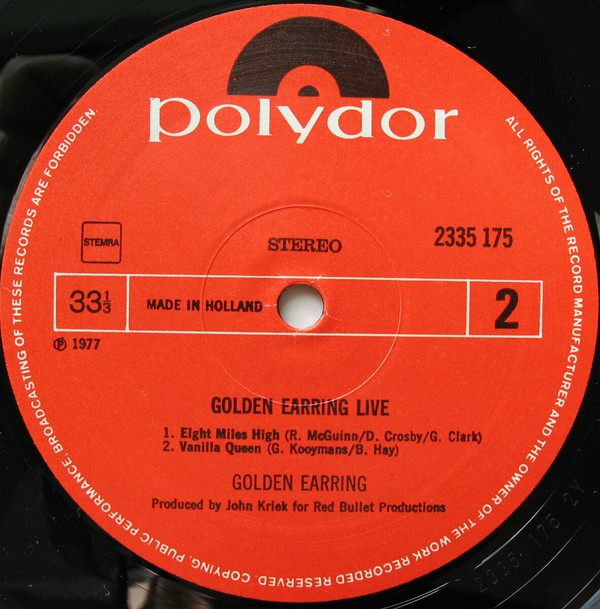 polydor
STEMRA
STEREO
2335 175
33⅓
MADE IN HOLLAND
2
℗ 1977
GOLDEN EARRING LIVE
1. Eight Miles High (R. McGuinn/D. Crosby/G. Clark)
2. Vanilla Queen (G. Kooymans/B. Hay)
GOLDEN EARRING
Produced by John Kriek for Red Bullet Productions
ALL RIGHTS OF THE RECORD MANUFACTURER AND THE OWNER OF THE WORK RECORDED RESERVED. COPYING, PUBLIC PERFORMANCE, BROADCASTING OF THESE RECORDS ARE FORBIDDEN.
2335 175 2Y